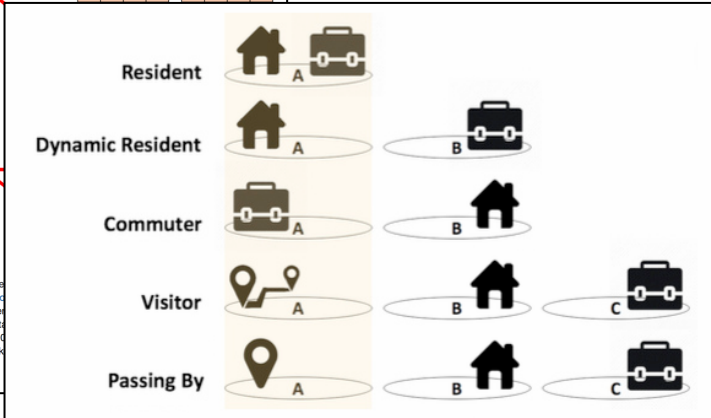 Resident A
Dynamic Resident A B
Commuter A B
Visitor A B C
Passing By A B C